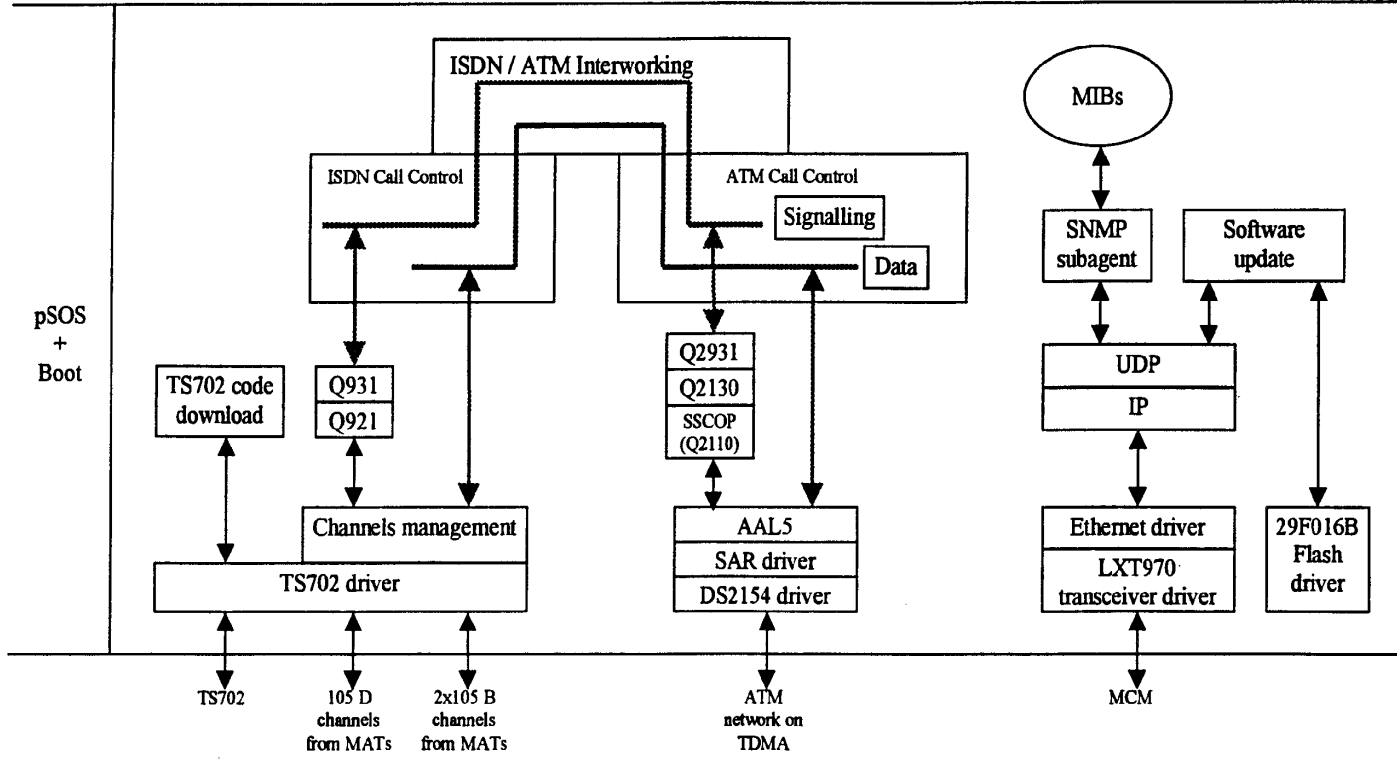 ISDN / ATM Interworking
MIBs
ISDN Call Control
ATM Call Control
Signalling
Data
SNMP
subagent
Software
update
pSOS
+
Boot
TS702 code
download
Q931
Q921
Q2931
Q2130
SSCOP
(Q2110)
UDP
IP
Channels management
TS702 driver
AAL5
SAR driver
DS2154 driver
Ethernet driver
LXT970
transceiver driver
29F016B
Flash
driver
TS702
105 D
channels
from MATs
2x105 B
channels
from MATs
ATM
network on
TDMA
MCM